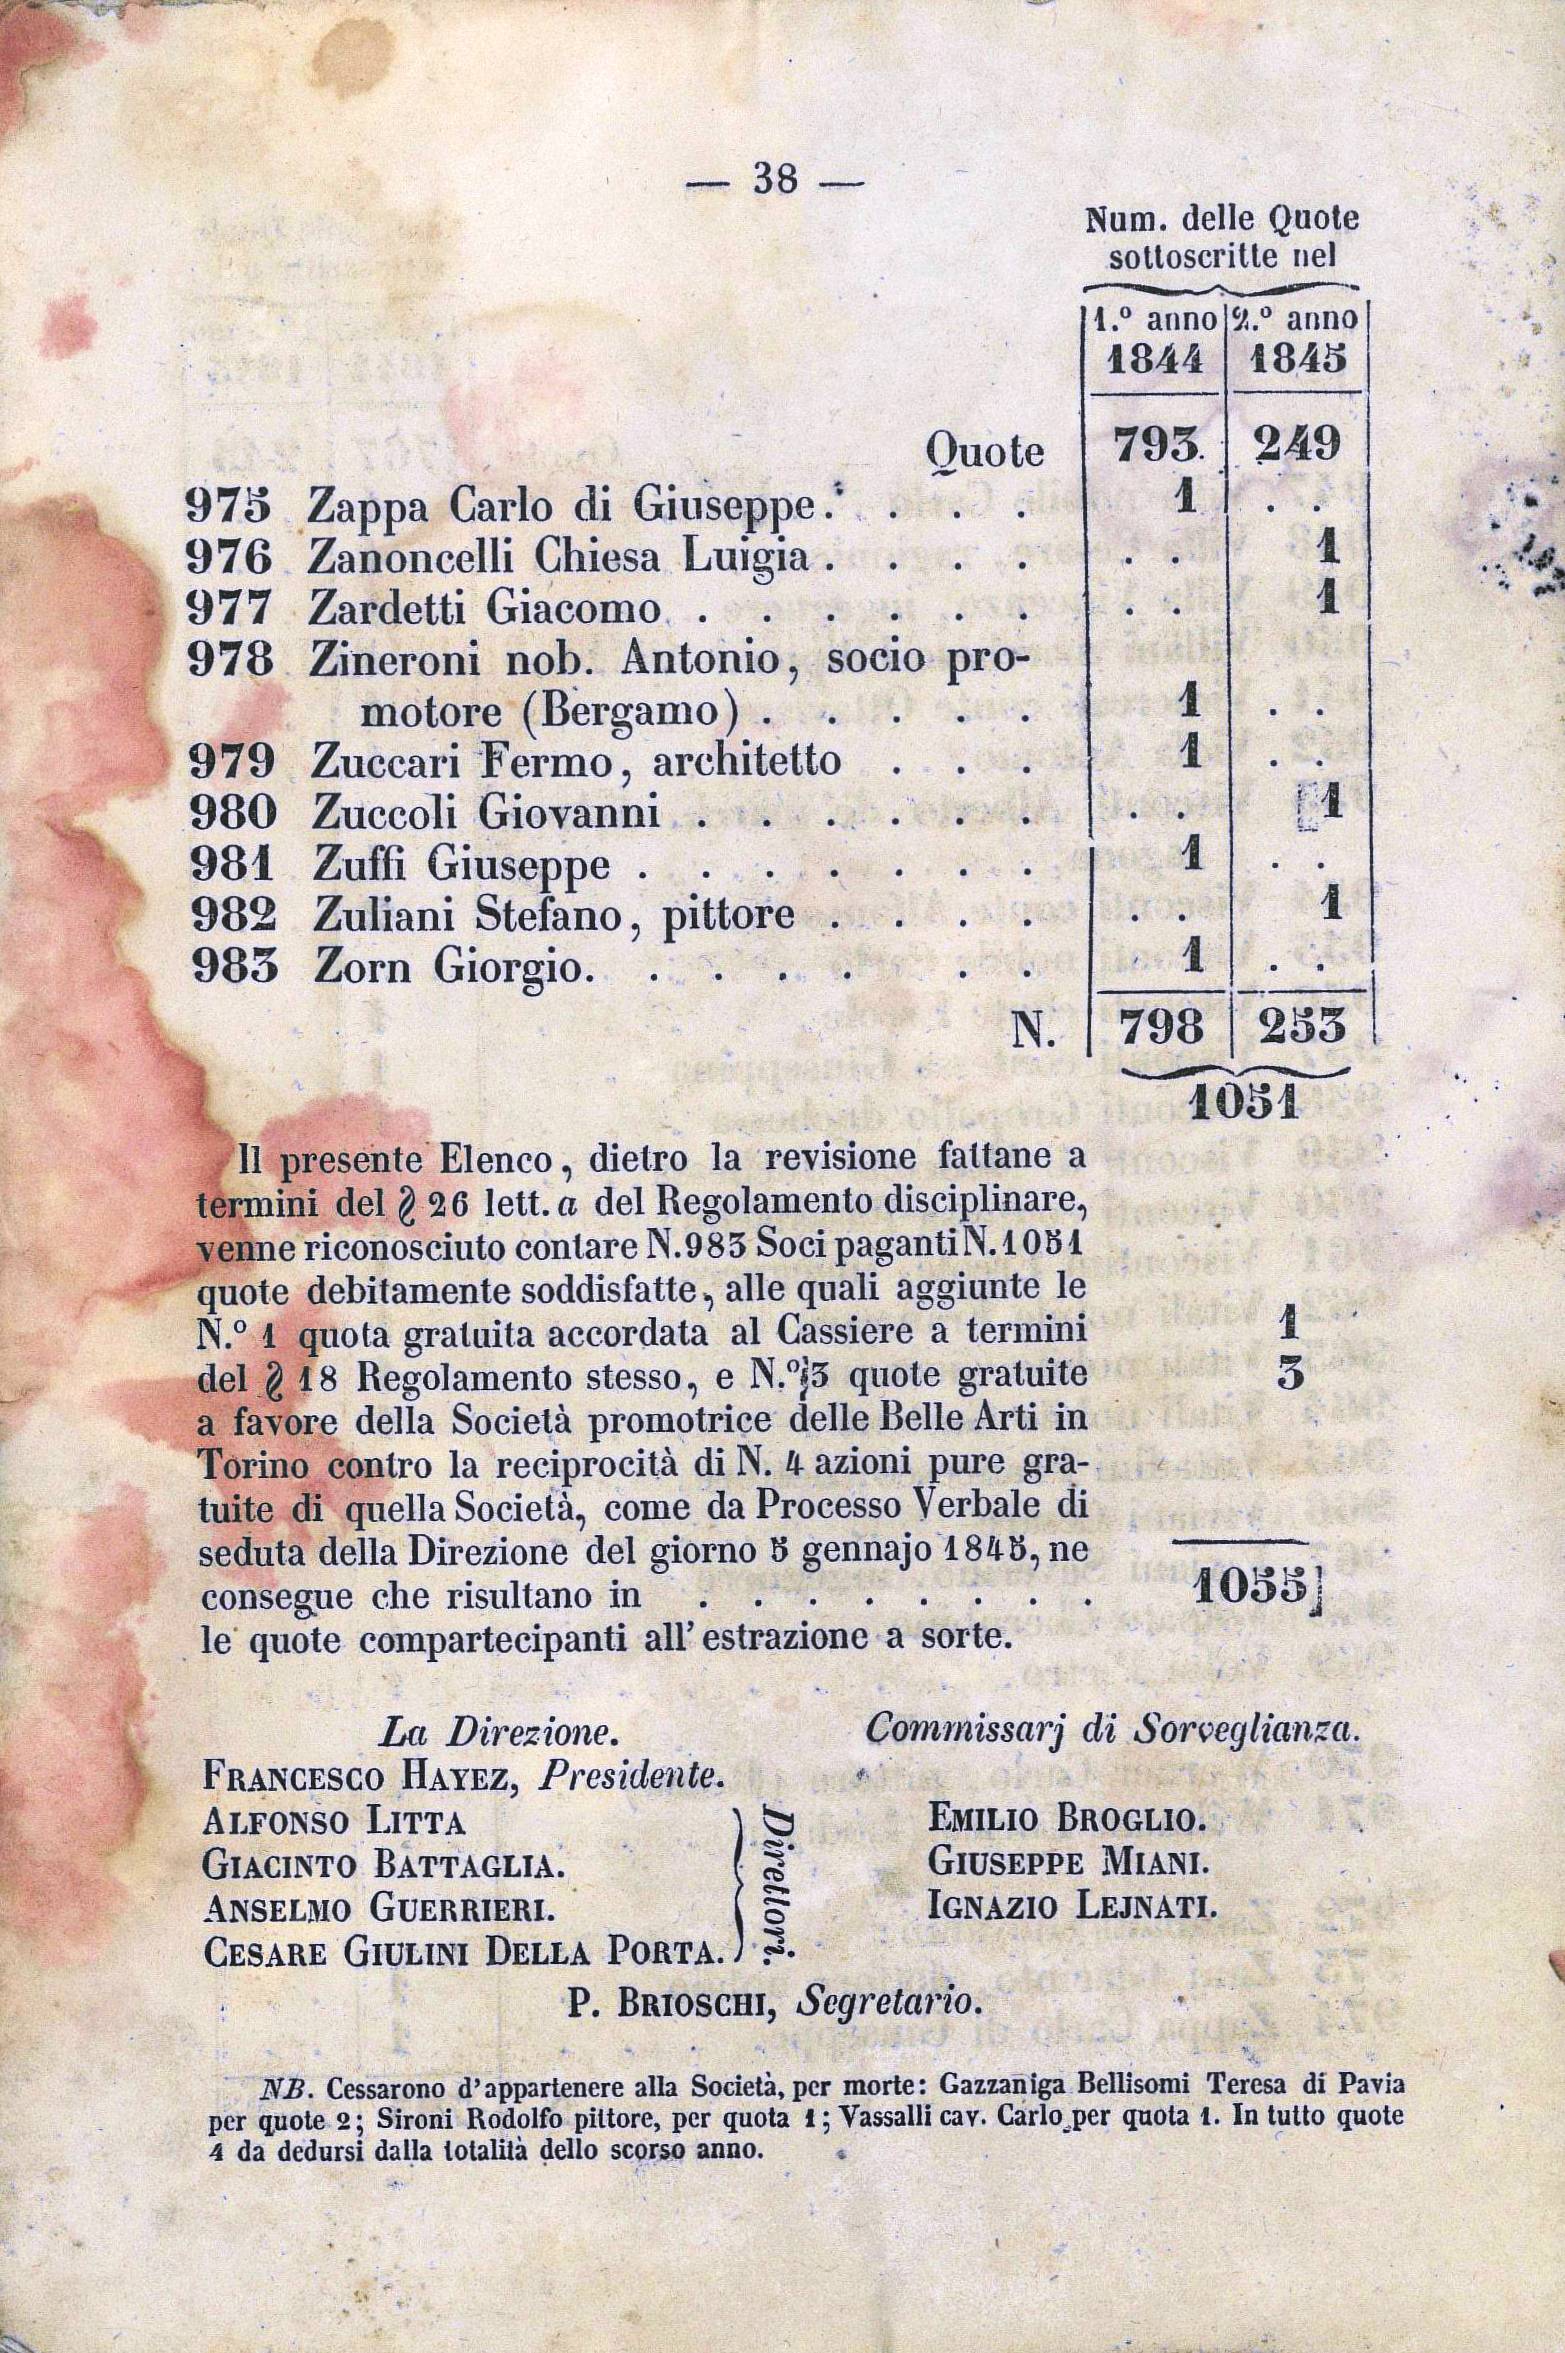 — 38 —
Num. delle Quote
sottoscritte nel
1.º anno 2.º anno
1844 1845
Quote 793 249
975 Zappa Carlo di Giuseppe. . . . . 1 . .
976 Zanoncelli Chiesa Luigia . . . . . . 1
977 Zardetti Giacomo . . . . . . . . 1
978 Zineroni nob. Antonio, socio pro-
motore (Bergamo) . . . . . 1 . .
979 Zuccari Fermo, architetto . . . 1 . .
980 Zuccoli Giovanni . . . . . . . . 1
981 Zuffi Giuseppe . . . . . . . 1 . .
982 Zuliani Stefano, pittore . . . . . . 1
983 Zorn Giorgio. . . . . . . 1 . .
N. 798 253
1051
Il presente Elenco, dietro la revisione fattane a
termini del § 26 lett. a del Regolamento disciplinare,
venne riconosciuto contare N. 983 Soci paganti N. 1051
quote debitamente soddisfatte, alle quali aggiunte le
N.º 1 quota gratuita accordata al Cassiere a termini 1
del § 18 Regolamento stesso, e N.º 3 quote gratuite 3
a favore della Società promotrice delle Belle Arti in
Torino contro la reciprocità di N. 4 azioni pure gra-
tuite di quella Società, come da Processo Verbale di
seduta della Direzione del giorno 5 gennajo 1845, ne
consegue che risultano in . . . . . . . . 1055
le quote compartecipanti all' estrazione a sorte.
La Direzione.
FRANCESCO HAYEZ, Presidente.
ALFONSO LITTA
GIACINTO BATTAGLIA.
ANSELMO GUERRIERI.
CESARE GIULINI DELLA PORTA.
Direttori.
Commissarj di Sorveglianza.
EMILIO BROGLIO.
GIUSEPPE MIANI.
IGNAZIO LEJNATI.
P. BRIOSCHI, Segretario.
NB. Cessarono d'appartenere alla Società, per morte: Gazzaniga Bellisomi Teresa di Pavia
per quote 2; Sironi Rodolfo pittore, per quota 1; Vassalli cav. Carlo per quota 1. In tutto quote
4 da dedursi dalla totalità dello scorso anno.